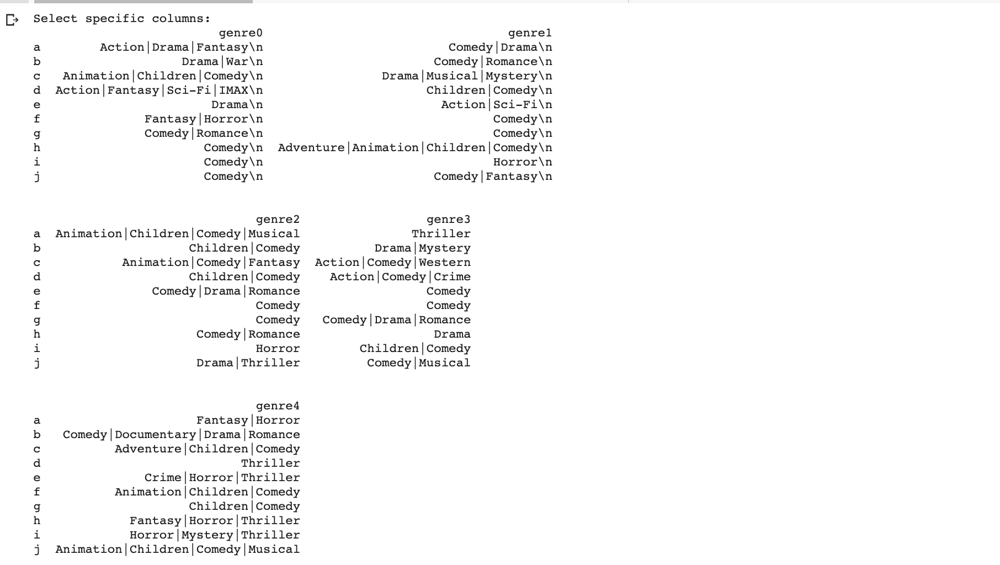 Select specific columns:
genre0 genre1
a Action|Drama|Fantasy\n Comedy|Drama\n
b Drama|War\n Comedy|Romance\n
c Animation|Children|Comedy\n Drama|Musical|Mystery\n
d Action|Fantasy|Sci-Fi|IMAX\n Children|Comedy\n
e Drama\n Action|Sci-Fi\n
f Fantasy|Horror\n Comedy\n
g Comedy|Romance\n Comedy\n
h Comedy\n Adventure|Animation|Children|Comedy\n
i Comedy\n Horror\n
j Comedy\n Comedy|Fantasy\n
genre2 genre3
a Animation|Children|Comedy|Musical Thriller
b Children|Comedy Drama|Mystery
c Animation|Comedy|Fantasy Action|Comedy|Western
d Children|Comedy Action|Comedy|Crime
e Comedy|Drama|Romance Comedy
f Comedy Comedy
g Comedy Comedy|Drama|Romance
h Comedy|Romance Drama
i Horror Children|Comedy
j Drama|Thriller Comedy|Musical
genre4
a Fantasy|Horror
b Comedy|Documentary|Drama|Romance
c Adventure|Children|Comedy
d Thriller
e Crime|Horror|Thriller
f Animation|Children|Comedy
g Children|Comedy
h Fantasy|Horror|Thriller
i Horror|Mystery|Thriller
j Animation|Children|Comedy|Musical